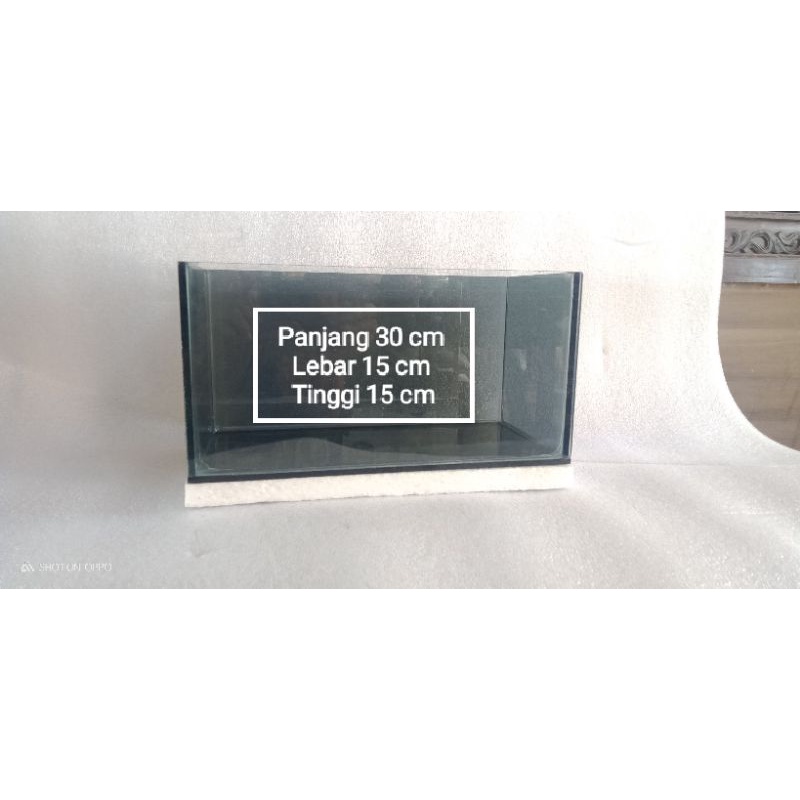 Panjang 30 cm
Lebar 15 cm
Tinggi 15 cm
SHOT ON OPPO